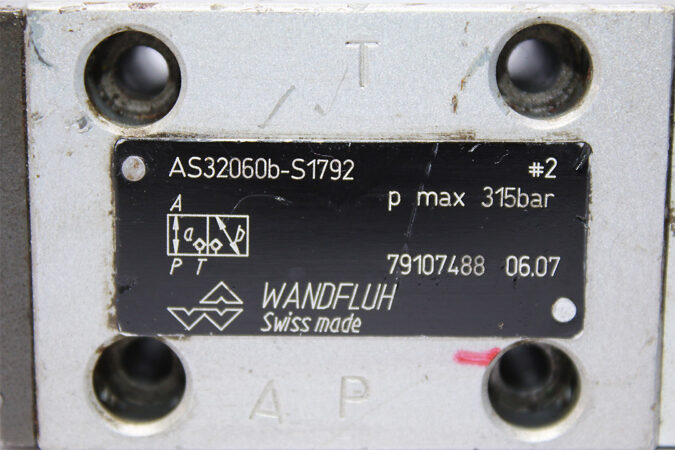 T
AS32060b-S1792 #2
p max 315bar
A
a b
P T
79107488 06.07
WANDFLUH
Swiss made
A P